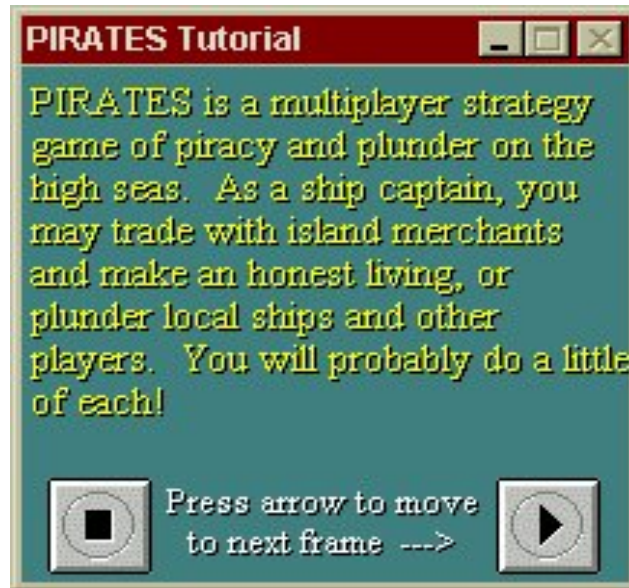 PIRATES Tutorial
PIRATES is a multiplayer strategy
game of piracy and plunder on the
high seas.  As a ship captain, you
may trade with island merchants
and make an honest living, or
plunder local ships and other
players.  You will probably do a little
of each!
Press arrow to move
to next frame --->